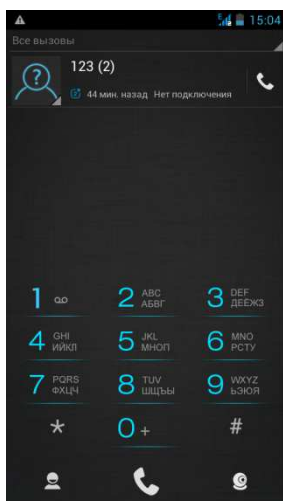 15:04
Все вызовы
123 (2)
44 мин. назад Нет подключения
1 2 ABC 3 DEF
АБВГ ДЕЁЖЗ
4 GHI 5 JKL 6 MNO
ИЙКЛ МНОП РСТУ
7 PQRS 8 TUV 9 WXYZ
ФХЦЧ ШЩЪЫ ЬЭЮЯ
* 0 + #